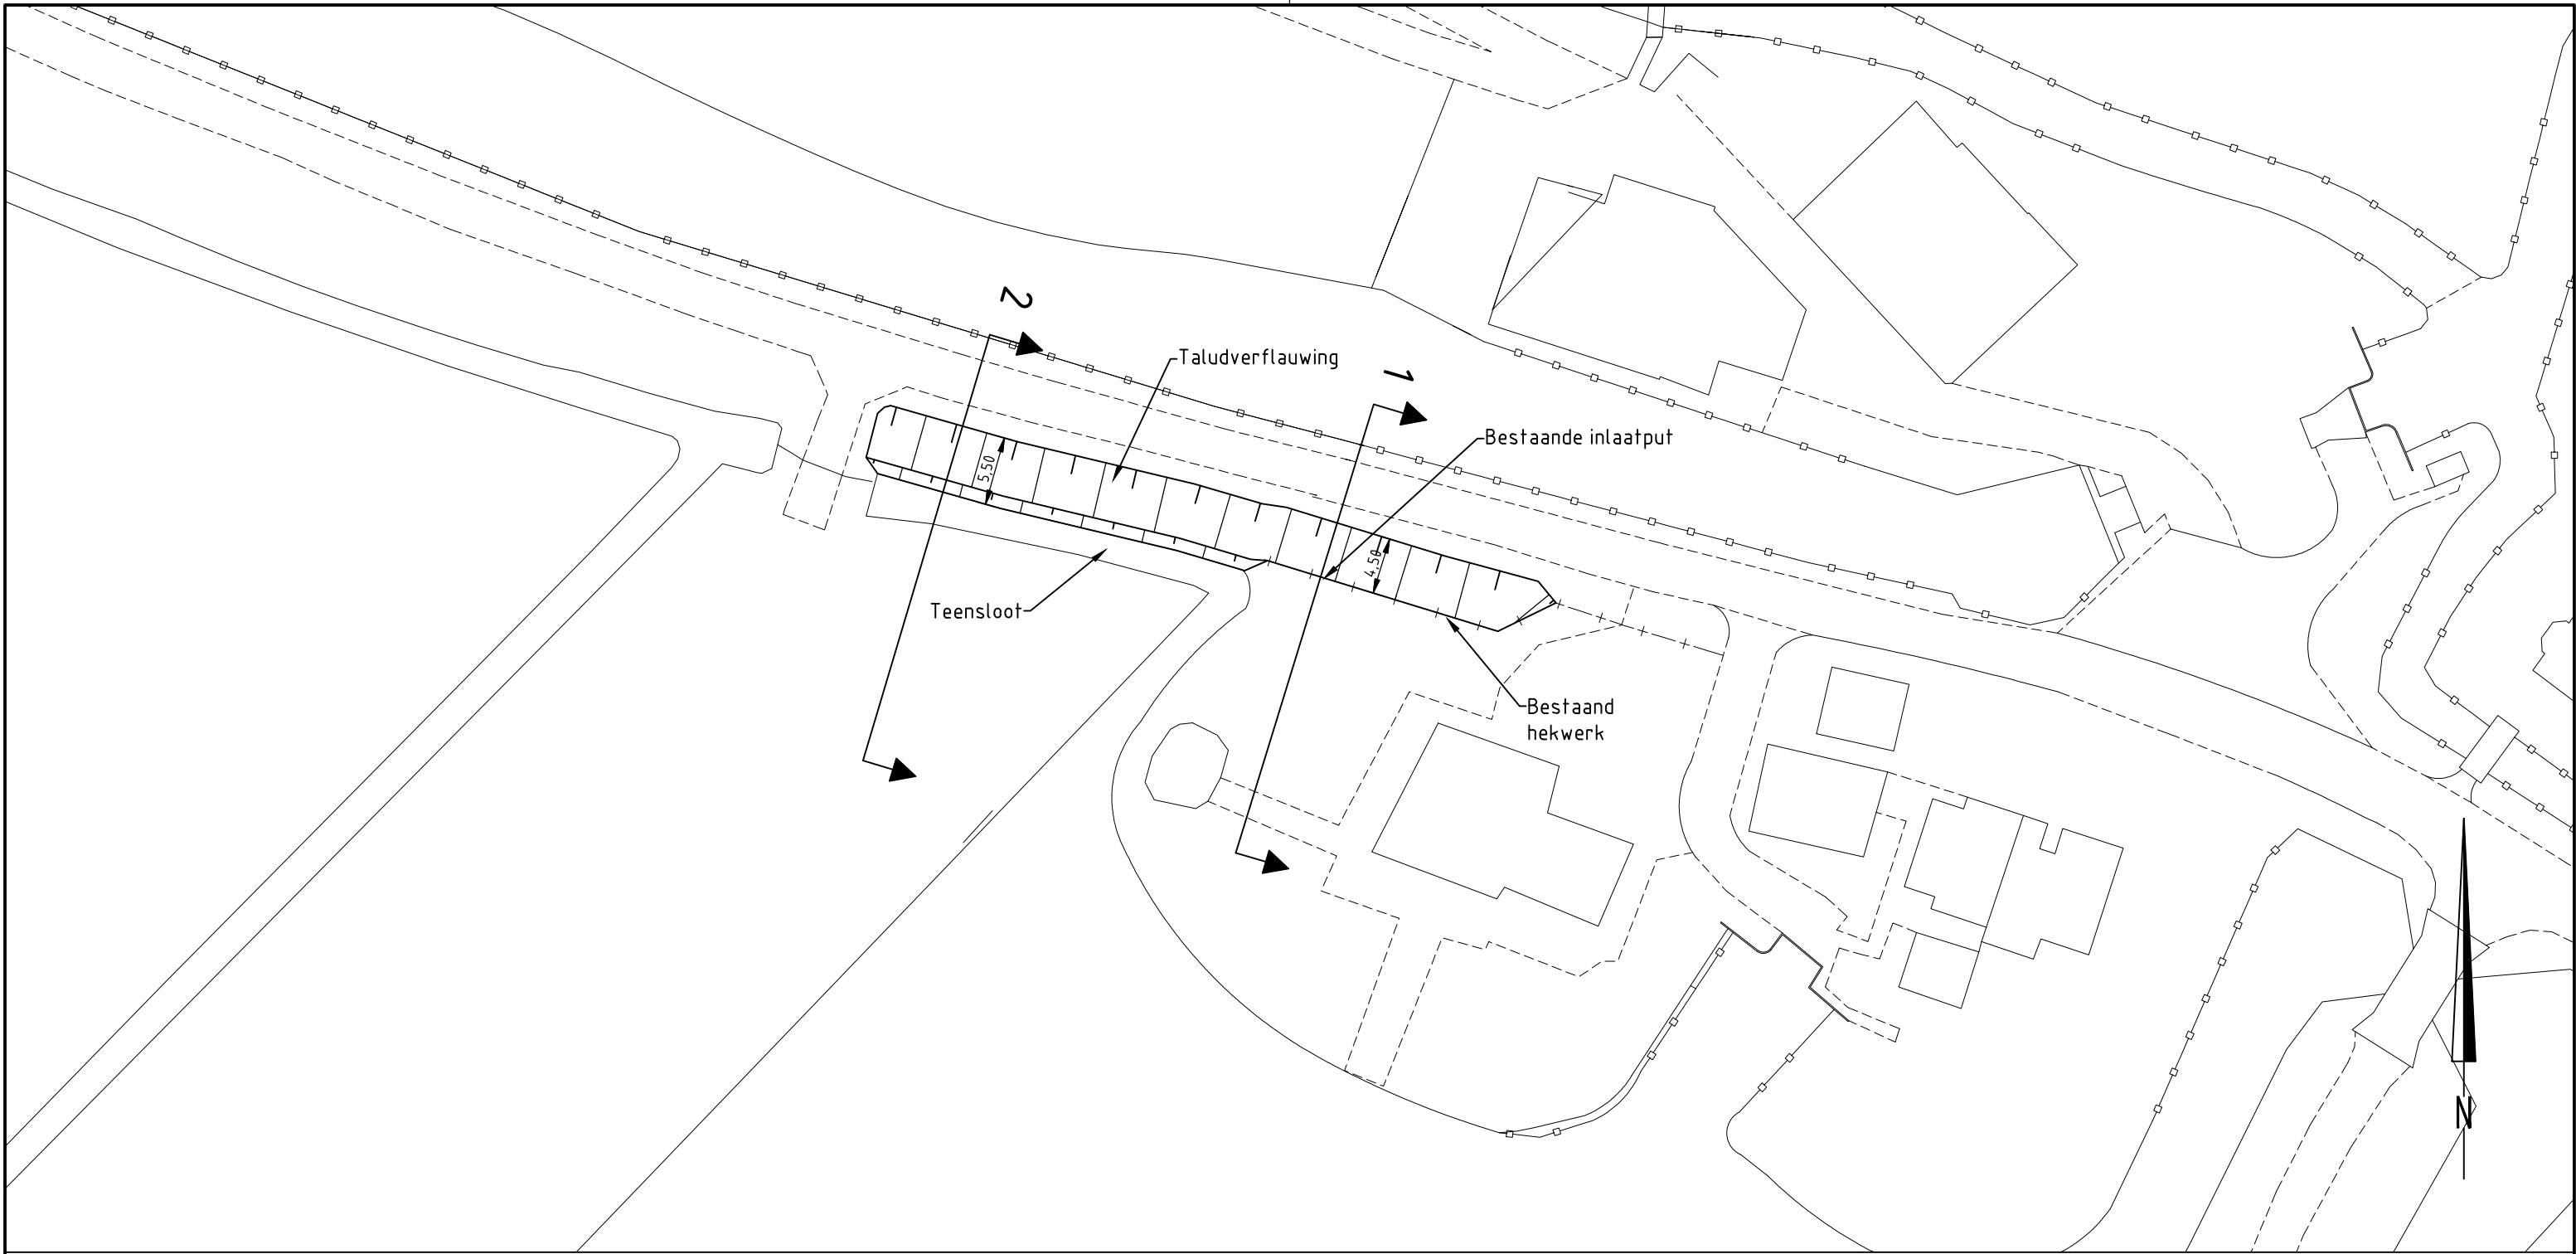 2
Taludverflauwing
1
Bestaande inlaatput
5,50
4,50
Teensloot
Bestaand
hekwerk
N